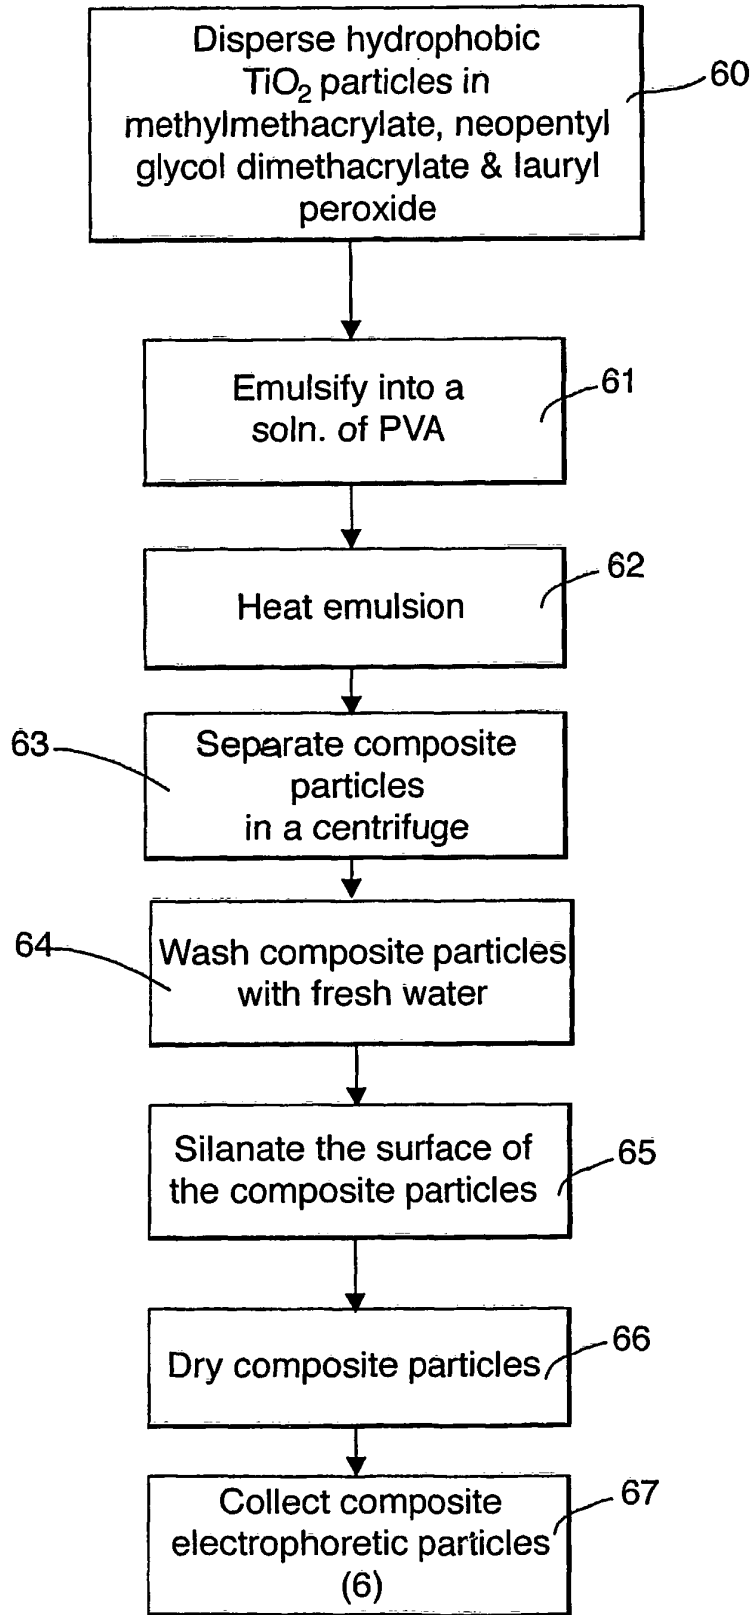 Disperse hydrophobic
TiO2 particles in
methylmethacrylate, neopentyl
glycol dimethacrylate & lauryl
peroxide
60
Emulsify into a
soln. of PVA
61
Heat emulsion
62
63
Separate composite
particles
in a centrifuge
64
Wash composite particles
with fresh water
Silanate the surface of
the composite particles
65
Dry composite particles
66
Collect composite
electrophoretic particles
(6)
67